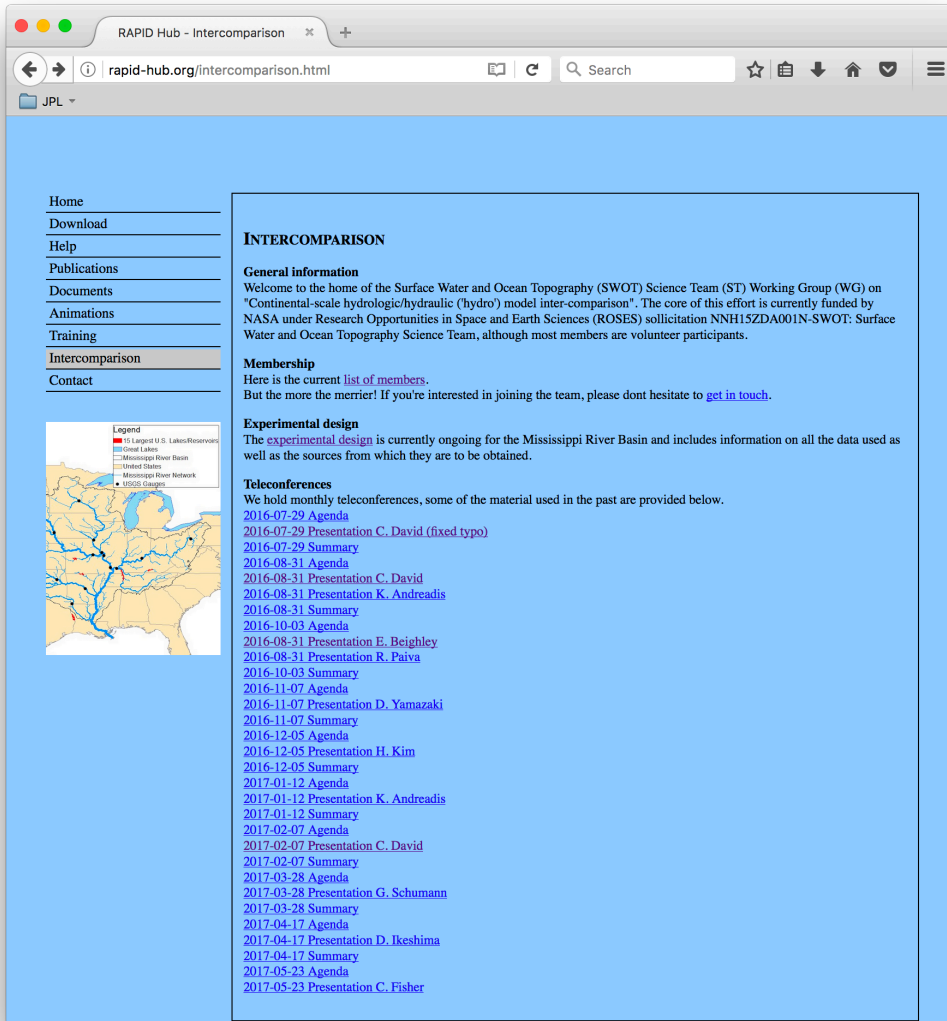 RAPID Hub - Intercomparison
rapid-hub.org/intercomparison.html
Search
JPL
Home
Download
Help
Publications
Documents
Animations
Training
Intercomparison
Contact
Legend
15 Largest U.S. Lakes/Reservoirs
Great Lakes
Mississippi River Basin
United States
Mississippi River Network
USGS Gauges
INTERCOMPARISON
General information
Welcome to the home of the Surface Water and Ocean Topography (SWOT) Science Team (ST) Working Group (WG) on
"Continental-scale hydrologic/hydraulic ('hydro') model inter-comparison". The core of this effort is currently funded by
NASA under Research Opportunities in Space and Earth Sciences (ROSES) sollicitation NNH15ZDA001N-SWOT: Surface
Water and Ocean Topography Science Team, although most members are volunteer participants.
Membership
Here is the current list of members.
But the more the merrier! If you're interested in joining the team, please dont hesitate to get in touch.
Experimental design
The experimental design is currently ongoing for the Mississippi River Basin and includes information on all the data used as
well as the sources from which they are to be obtained.
Teleconferences
We hold monthly teleconferences, some of the material used in the past are provided below.
2016-07-29 Agenda
2016-07-29 Presentation C. David (fixed typo)
2016-07-29 Summary
2016-08-31 Agenda
2016-08-31 Presentation C. David
2016-08-31 Presentation K. Andreadis
2016-08-31 Summary
2016-10-03 Agenda
2016-08-31 Presentation E. Beighley
2016-08-31 Presentation R. Paiva
2016-10-03 Summary
2016-11-07 Agenda
2016-11-07 Presentation D. Yamazaki
2016-11-07 Summary
2016-12-05 Agenda
2016-12-05 Presentation H. Kim
2016-12-05 Summary
2017-01-12 Agenda
2017-01-12 Presentation K. Andreadis
2017-01-12 Summary
2017-02-07 Agenda
2017-02-07 Presentation C. David
2017-02-07 Summary
2017-03-28 Agenda
2017-03-28 Presentation G. Schumann
2017-03-28 Summary
2017-04-17 Agenda
2017-04-17 Presentation D. Ikeshima
2017-04-17 Summary
2017-05-23 Agenda
2017-05-23 Presentation C. Fisher